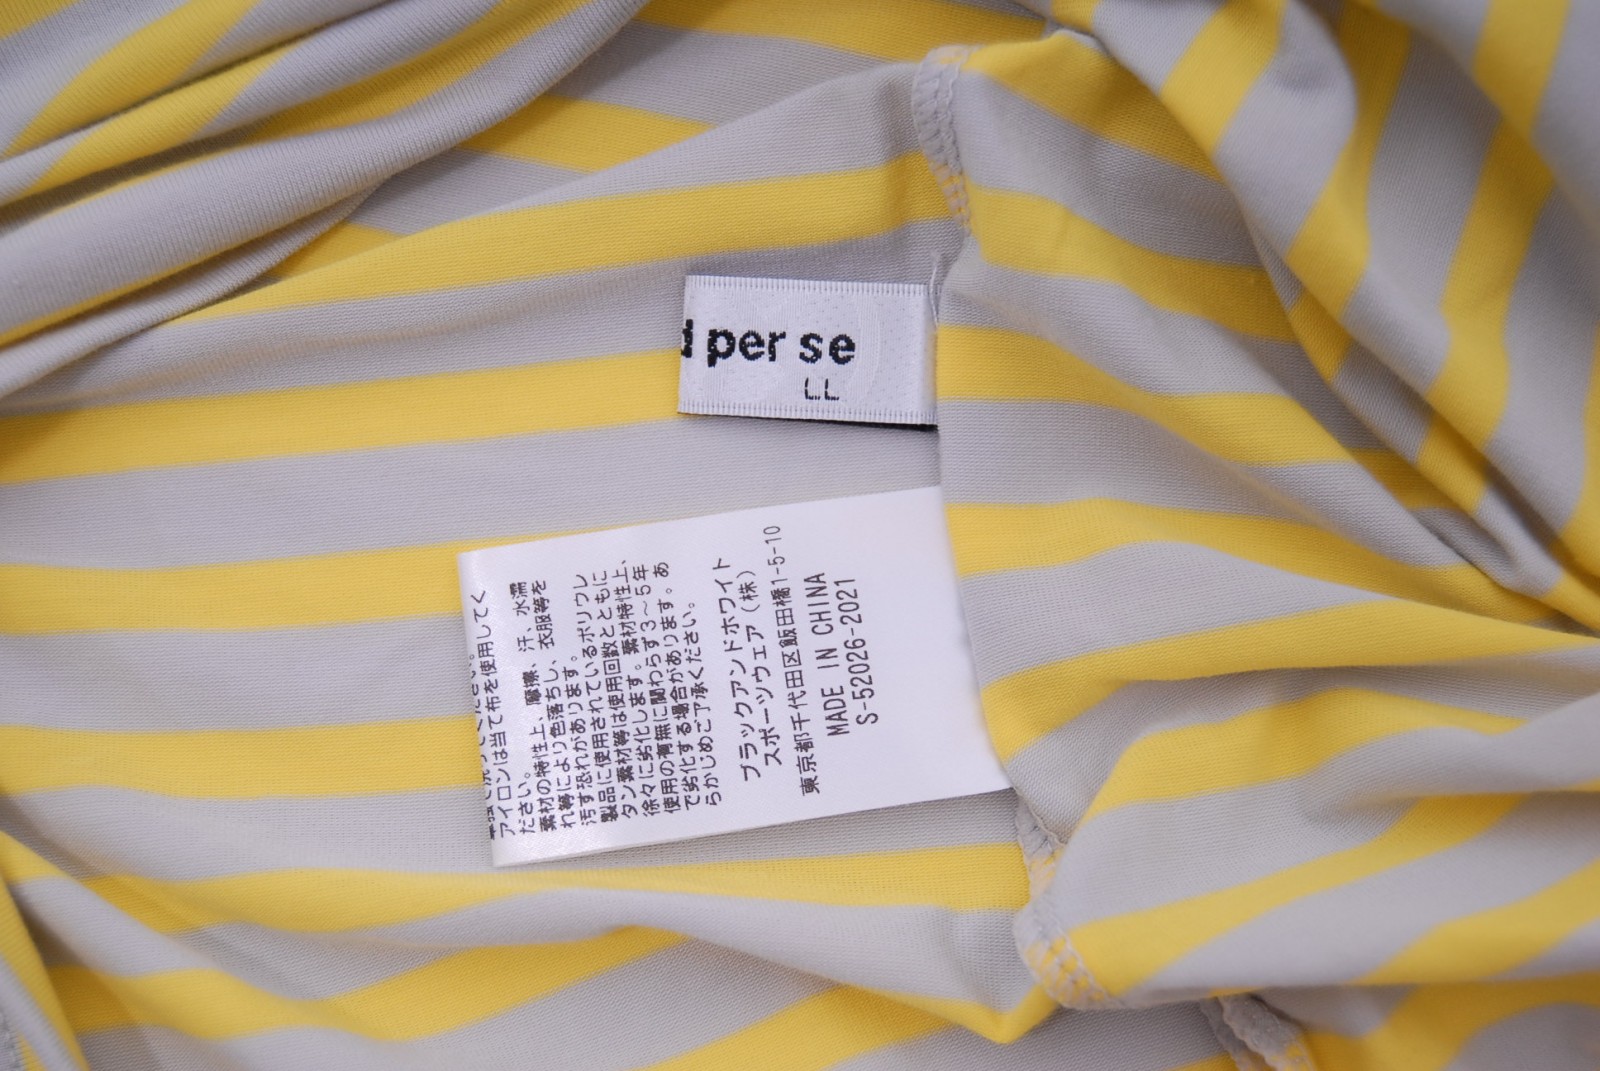 per se
LL
アイロンは当て布を使用してく
ださい。
素材の特性上、摩擦、汗、水濡
れ等により色落ちし、衣服等を
汚す恐れがあります。
製品に使用されているポリウレ
タン素材等は使用回数とともに
徐々に劣化します。素材特性上、
使用の有無に関わらず3～5年
で劣化する場合があります。あ
らかじめご了承ください。
ブラックアンドホワイト
スポーツウェア（株）
東京都千代田区飯田橋1-5-10
MADE IN CHINA
S-52026-2021